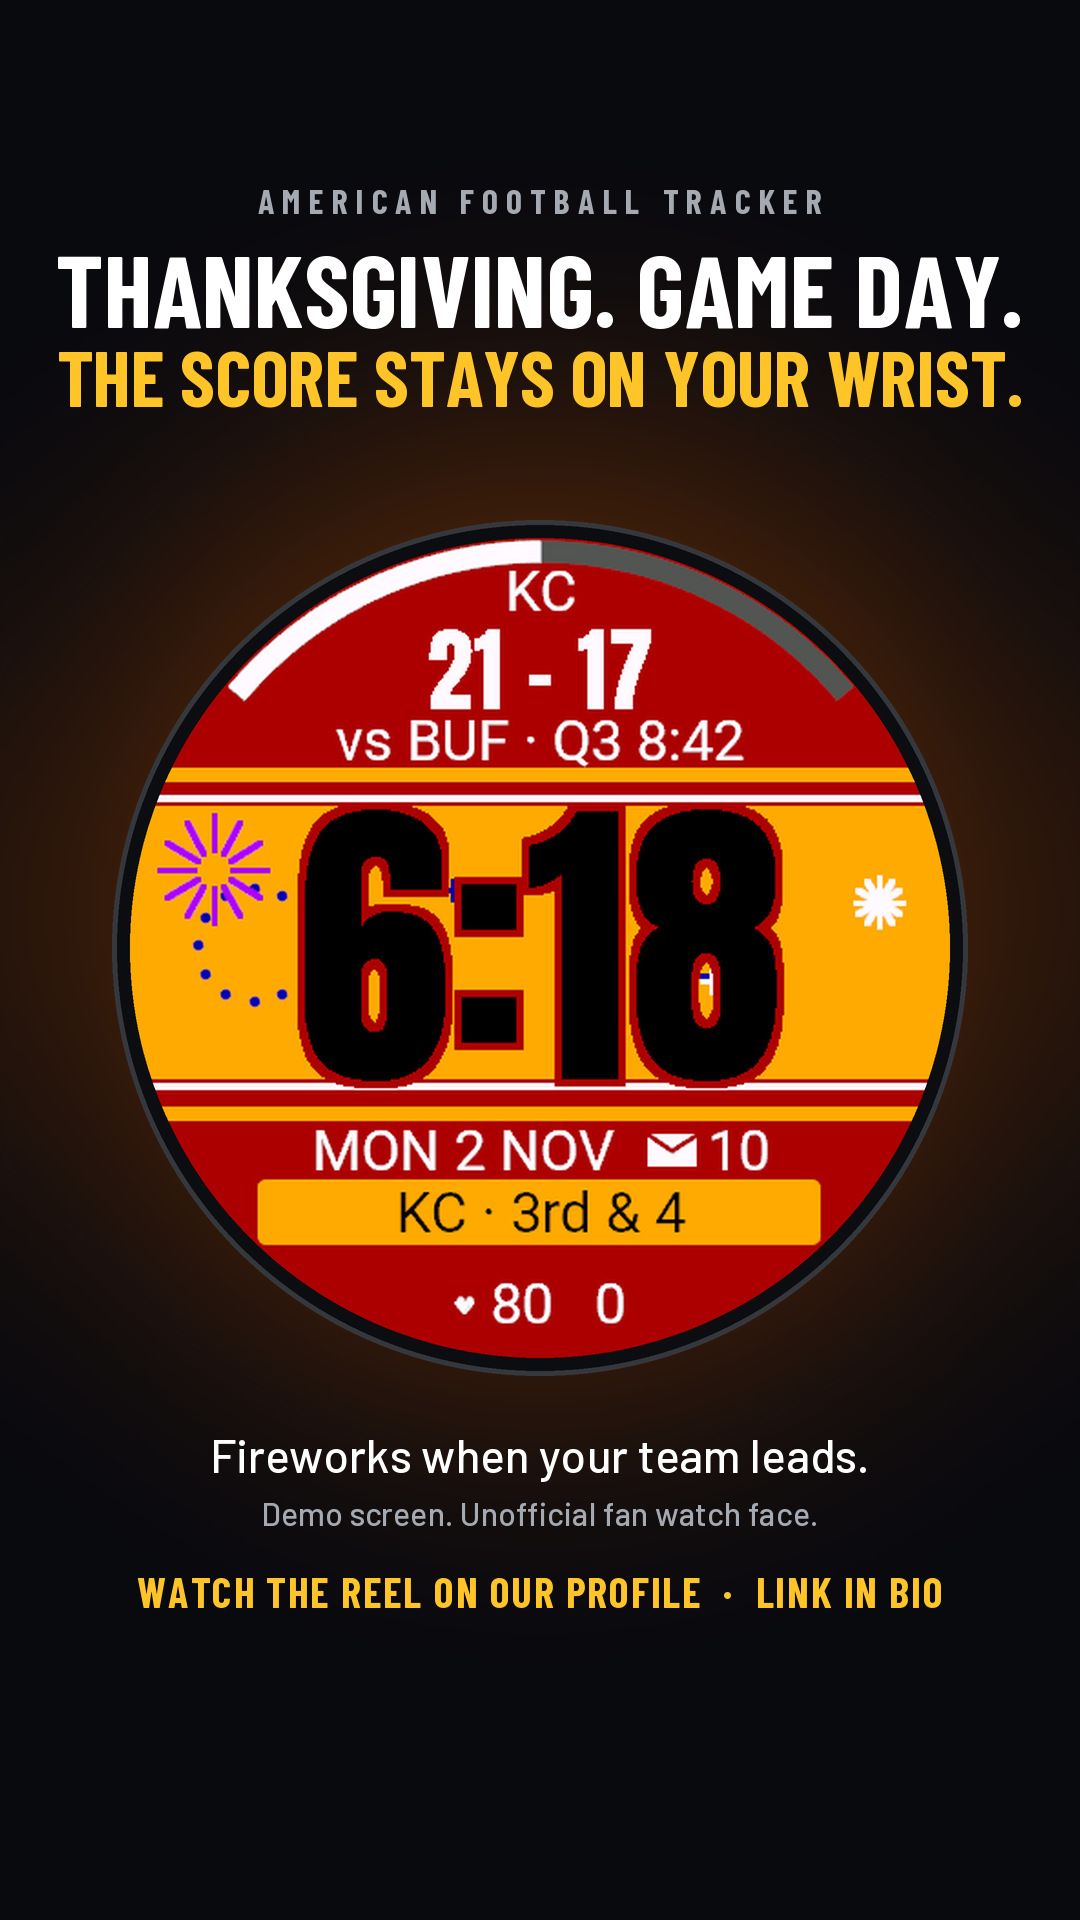 AMERICAN FOOTBALL TRACKER
THANKSGIVING. GAME DAY.
THE SCORE STAYS ON YOUR WRIST.
KC
21 - 17
vs BUF · Q3 8:42
6:18
MON 2 NOV 10
KC · 3rd & 4
80 0
Fireworks when your team leads.
Demo screen. Unofficial fan watch face.
WATCH THE REEL ON OUR PROFILE · LINK IN BIO